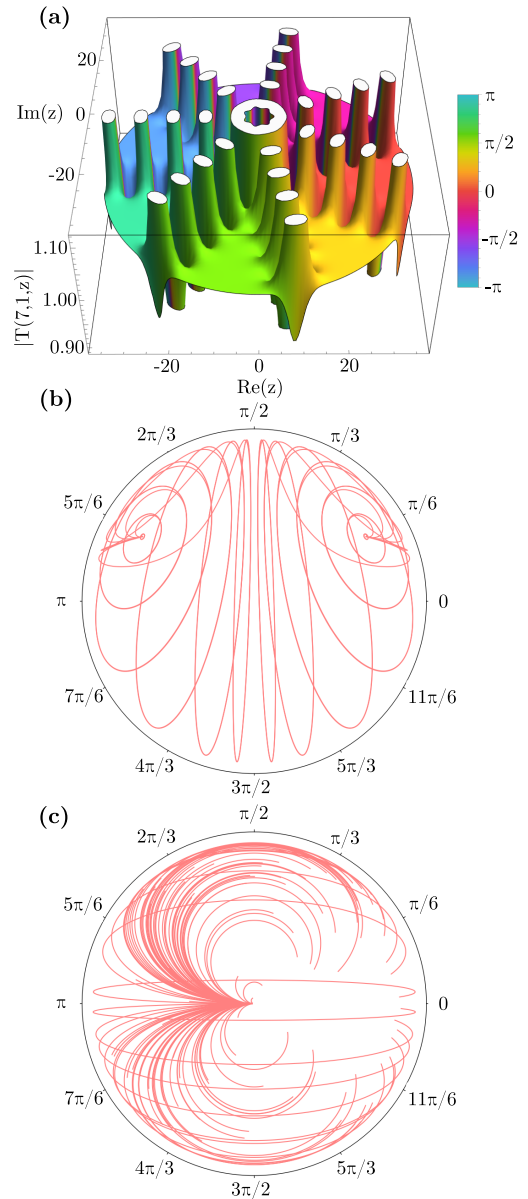 (a)
20
Im(z)
0
-20
1.10
1.00
0.90
|T(7,1,z)|
-20
0
20
Re(z)
π
π/2
0
-π/2
-π
(b)
π/2
2π/3
π/3
5π/6
π/6
π
0
7π/6
11π/6
4π/3
5π/3
3π/2
(c)
π/2
2π/3
π/3
5π/6
π/6
π
0
7π/6
11π/6
4π/3
5π/3
3π/2